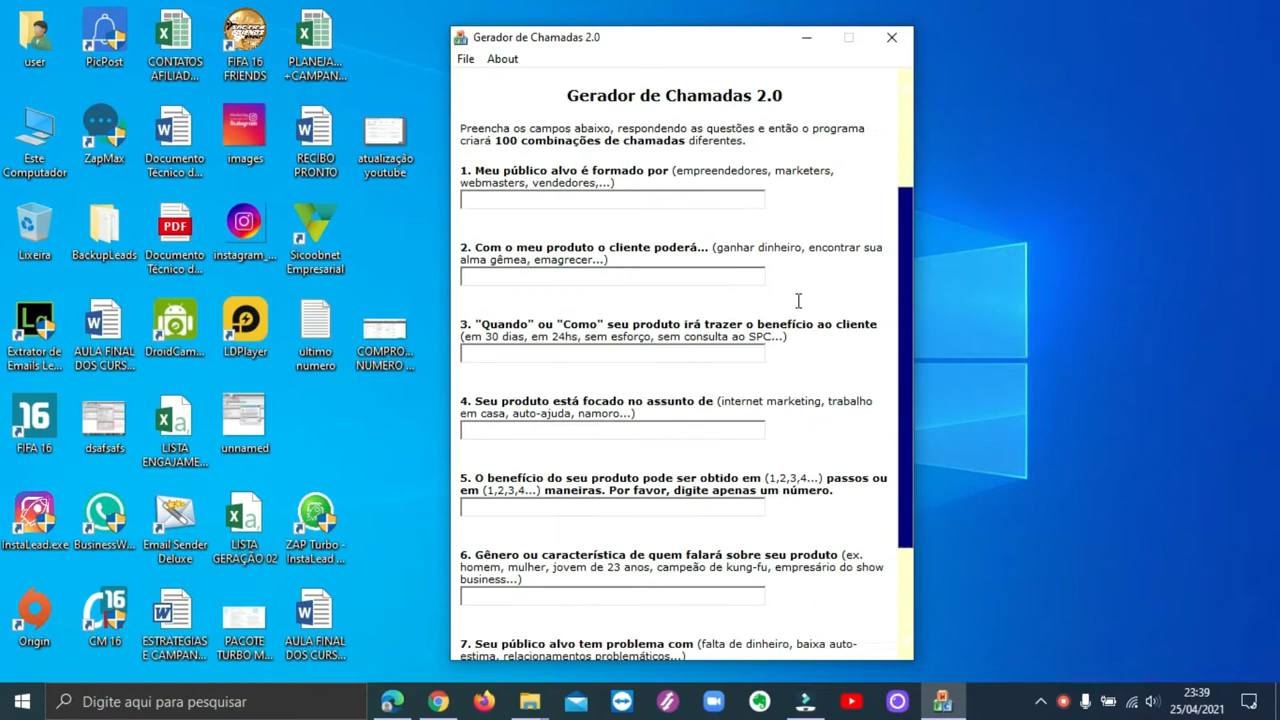 user
PicPost
CONTATOS
AFILIAD...
FIFA 16
FRIENDS
PLANEJA...
+CAMPAN...
Este
Computador
ZapMax
Documento
Técnico d...
images
RECIBO
PRONTO
atualização
youtube
Lixeira
BackupLeads
PDF
Documento
Técnico d...
instagram_...
Sicoobnet
Empresarial
Extrator de
Emails Le...
AULA FINAL
DOS CURS...
DroidCam...
LDPlayer
ultimo
numero
COMPRO...
NUMERO ...
16
FIFA 16
dsafsafs
LISTA
ENGAJAME...
unnamed
InstaLead.exe
BusinessW...
Email Sender
Deluxe
LISTA
GERAÇÃO 02
ZAP Turbo -
InstaLead ...
Origin
16
CM 16
ESTRATEGIAS
E CAMPAN...
PACOTE
TURBO M...
AULA FINAL
DOS CURS...
Gerador de Chamadas 2.0
File About
Gerador de Chamadas 2.0
Preencha os campos abaixo, respondendo as questões e então o programa
criará 100 combinações de chamadas diferentes.
1. Meu público alvo é formado por (empreendedores, marketers,
webmasters, vendedores,...)
2. Com o meu produto o cliente poderá... (ganhar dinheiro, encontrar sua
alma gêmea, emagrecer...)
3. "Quando" ou "Como" seu produto irá trazer o benefício ao cliente
(em 30 dias, em 24hs, sem esforço, sem consulta ao SPC...)
4. Seu produto está focado no assunto de (internet marketing, trabalho
em casa, auto-ajuda, namoro...)
5. O benefício do seu produto pode ser obtido em (1,2,3,4...) passos ou
em (1,2,3,4...) maneiras. Por favor, digite apenas um número.
6. Gênero ou característica de quem falará sobre seu produto (ex.
homem, mulher, jovem de 23 anos, campeão de kung-fu, empresário do show
business...)
7. Seu público alvo tem problema com (falta de dinheiro, baixa auto-
estima, relacionamentos problemáticos...)
Digite aqui para pesquisar
23:39
25/04/2021